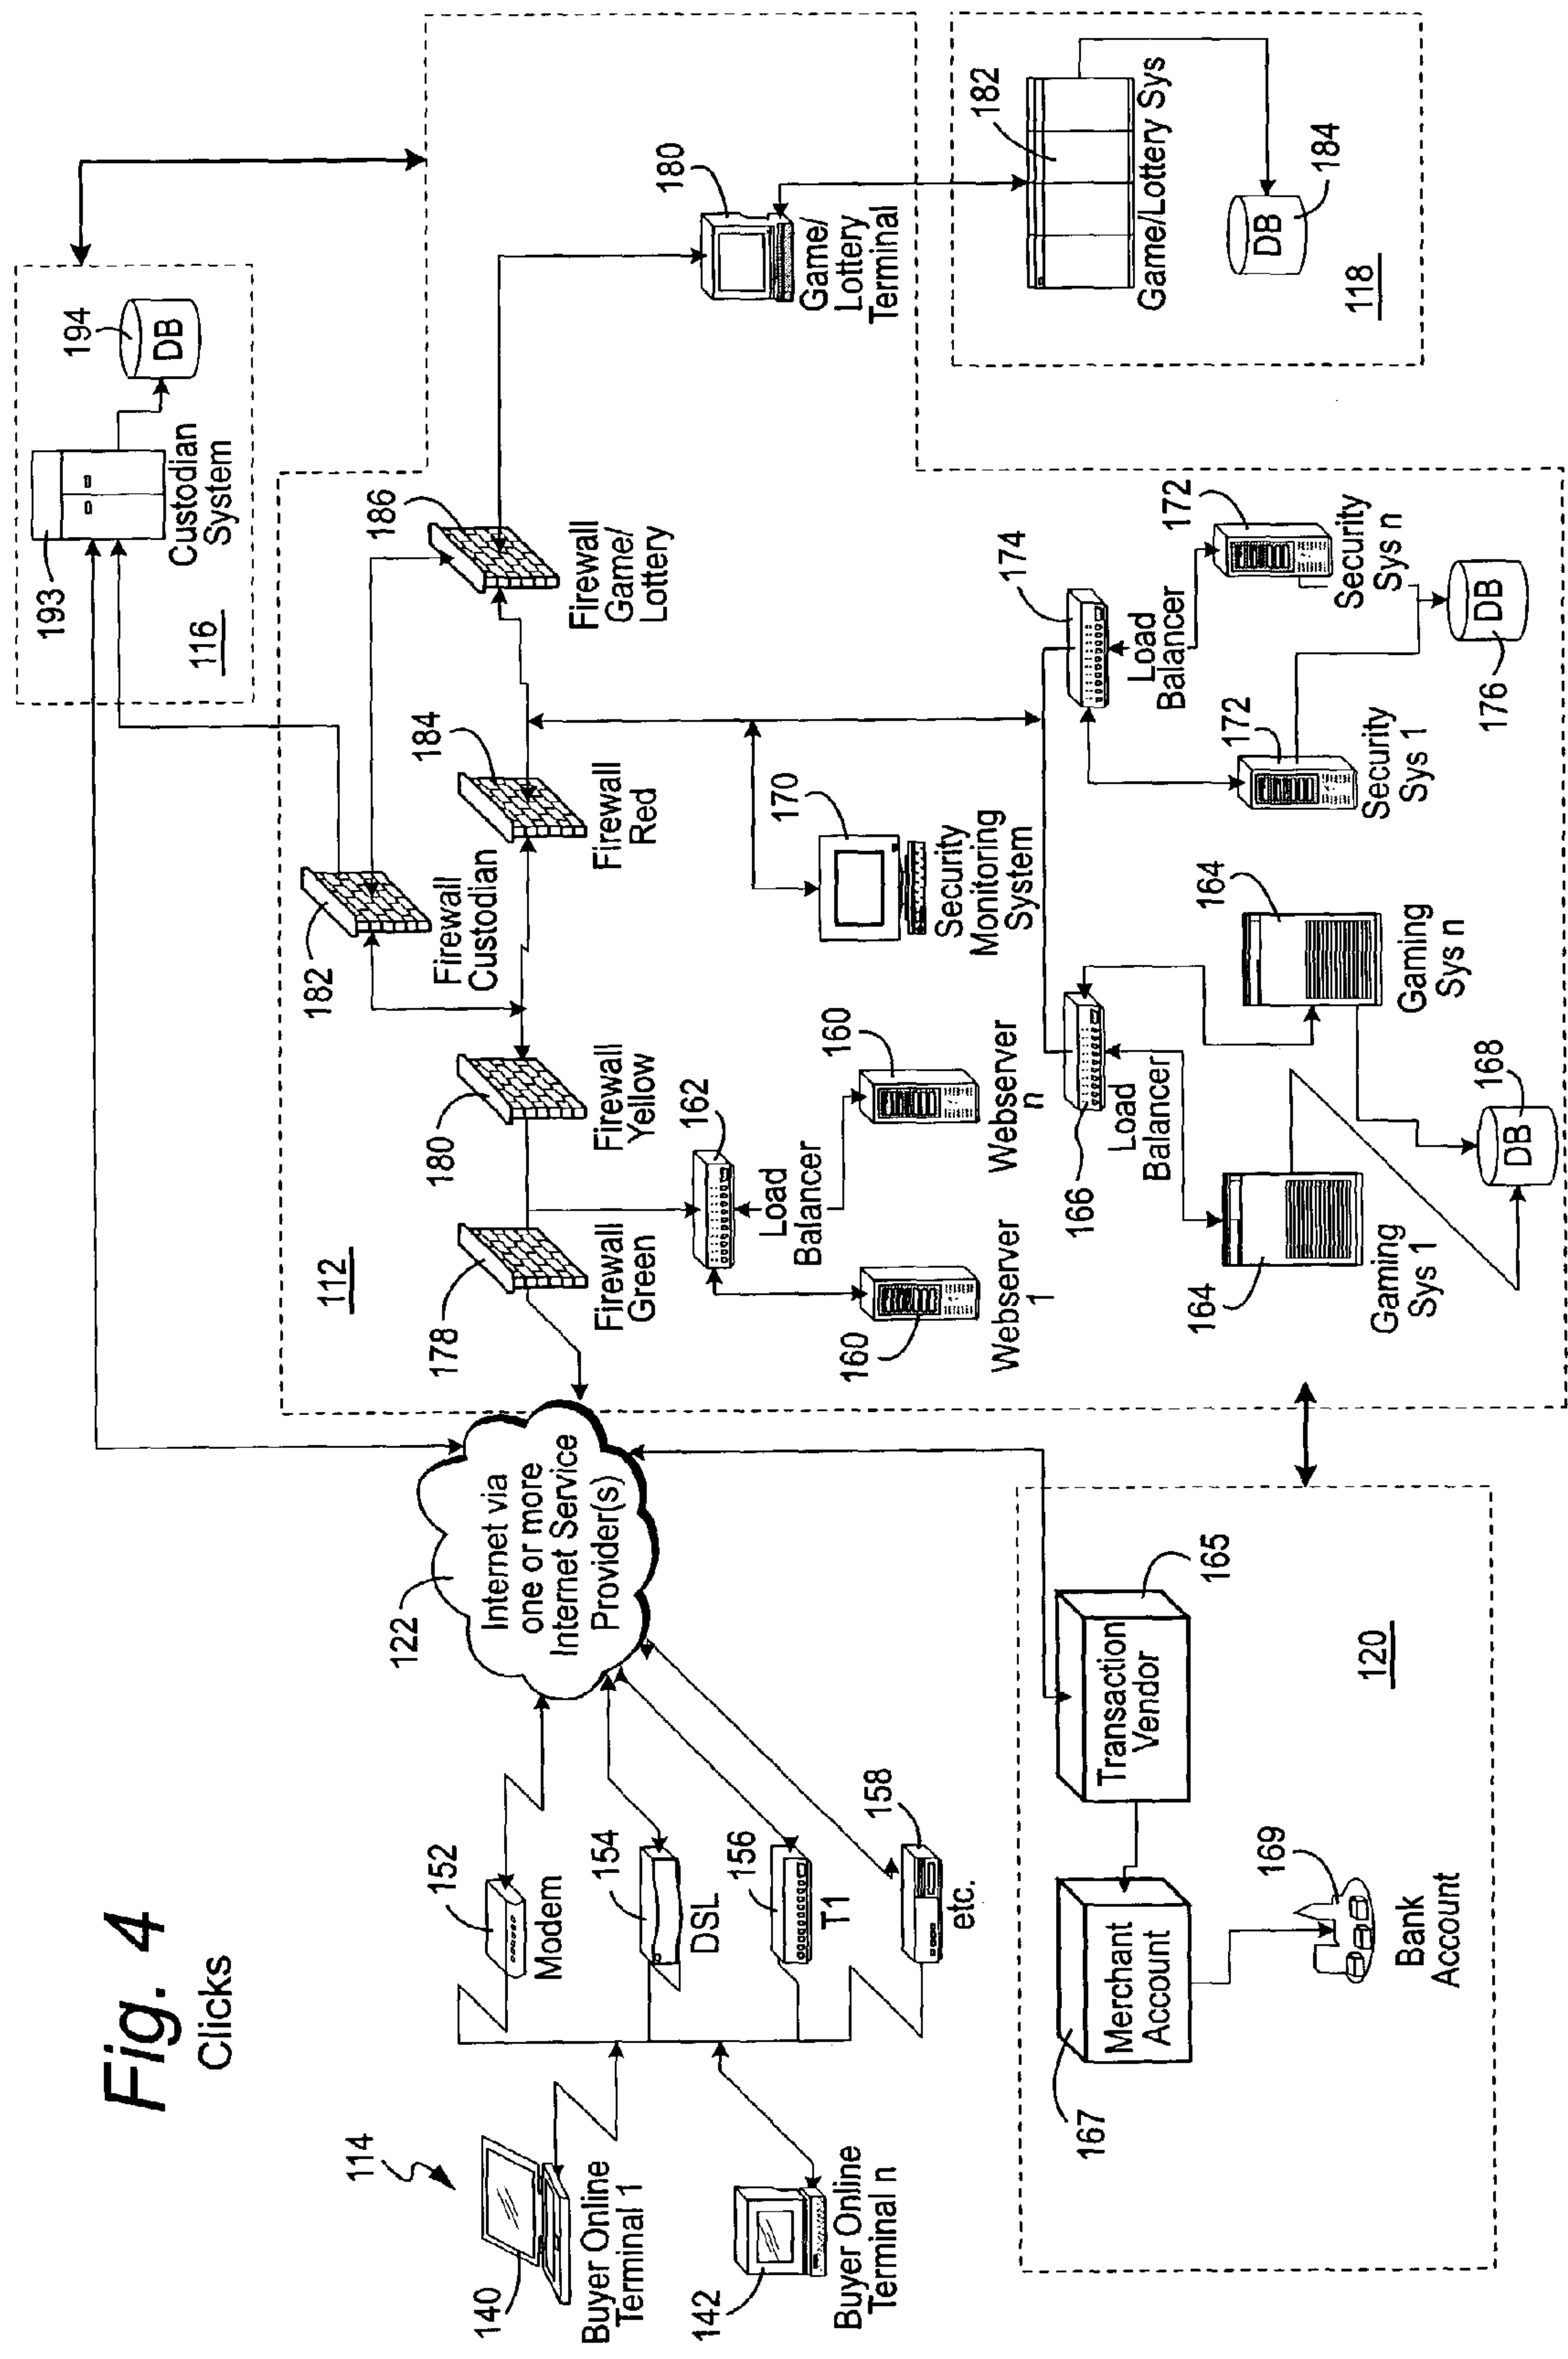 Fig. 4
Clicks
114
140
Buyer Online
Terminal 1
142
Buyer Online
Terminal n
152
Modem
154
DSL
156
T1
158
etc.
122
Internet via
one or more
Internet Service
Provider(s)
193
Custodian
System
194
DB
116
112
178
Firewall
Green
180
Firewall
Yellow
182
Firewall
Custodian
184
Firewall
Red
186
Firewall
Game/
Lottery
180
Game/
Lottery
Terminal
182
Game/Lottery Sys
DB
184
118
162
Load
Balancer
160
Webserver
1
160
Webserver
n
170
Security
Monitoring
System
166
Load
Balancer
164
Gaming
Sys 1
164
Gaming
Sys n
168
DB
174
Load
Balancer
172
Security
Sys 1
172
Security
Sys n
DB
176
167
Merchant
Account
Transaction
Vendor
165
169
Bank
Account
120